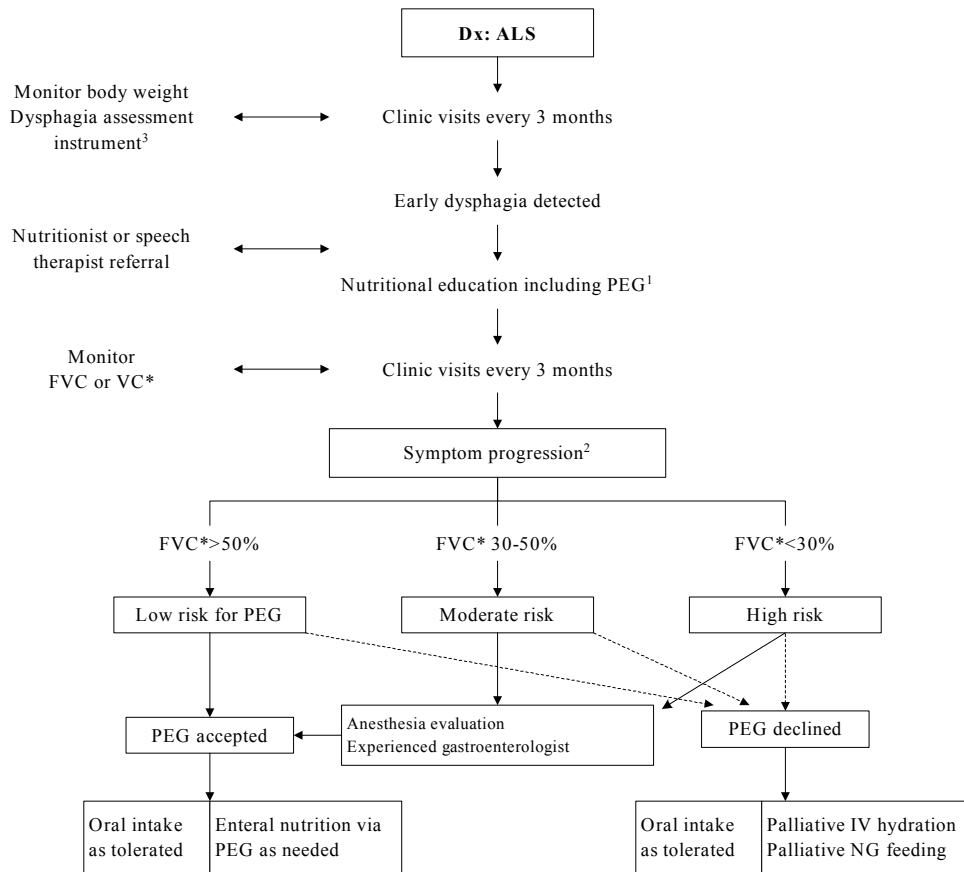 Dx: ALS
Monitor body weight
Dysphagia assessment
instrument³
Clinic visits every 3 months
Early dysphagia detected
Nutritionist or speech
therapist referral
Nutritional education including PEG¹
Monitor
FVC or VC*
Clinic visits every 3 months
Symptom progression²
FVC*>50%
FVC* 30-50%
FVC*<30%
Low risk for PEG
Moderate risk
High risk
PEG accepted
Anesthesia evaluation
Experienced gastroenterologist
PEG declined
Oral intake
as tolerated
Enteral nutrition via
PEG as needed
Oral intake
as tolerated
Palliative IV hydration
Palliative NG feeding